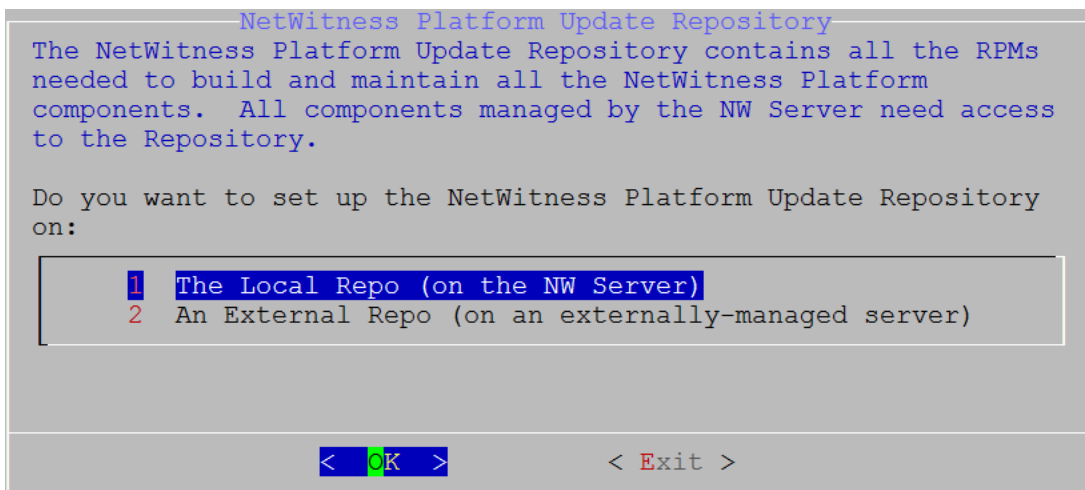 NetWitness Platform Update Repository
The NetWitness Platform Update Repository contains all the RPMs
needed to build and maintain all the NetWitness Platform
components.  All components managed by the NW Server need access
to the Repository.
Do you want to set up the NetWitness Platform Update Repository
on:
1  The Local Repo (on the NW Server)
2  An External Repo (on an externally-managed server)
<  OK  > < Exit >